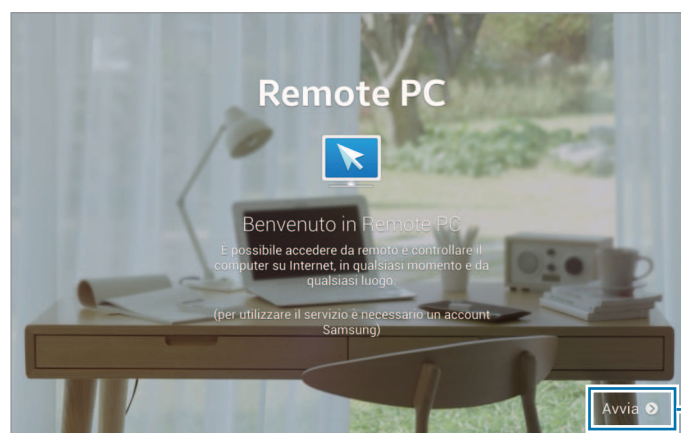 Remote PC
Benvenuto in Remote PC
È possibile accedere da remoto e controllare il
computer su Internet, in qualsiasi momento e da
qualsiasi luogo.
(per utilizzare il servizio è necessario un account
Samsung)
Avvia